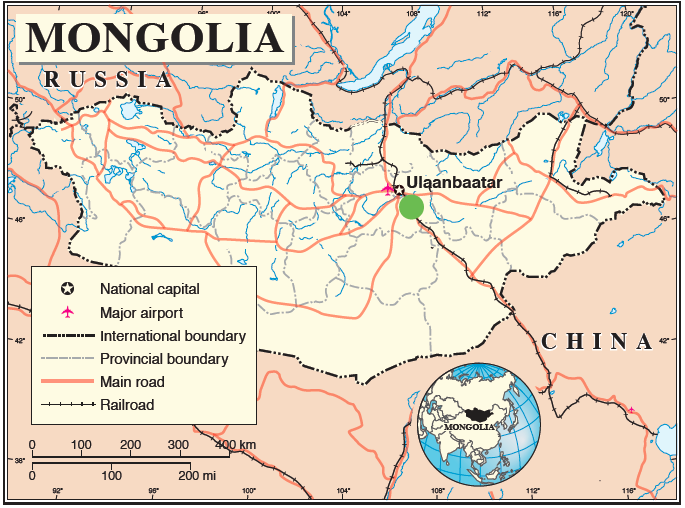 96° 100° 104° 108° 112° 116° 120°
MONGOLIA
RUSSIA
50°
50°
Ulaanbaatar
46°
46°
National capital
Major airport
International boundary
Provincial boundary
Main road
Railroad
42°
42°
CHINA
MONGOLIA
0 100 200 300 400 km
0 100 200 mi
38°
92° 96° 100° 104° 108° 112° 116°